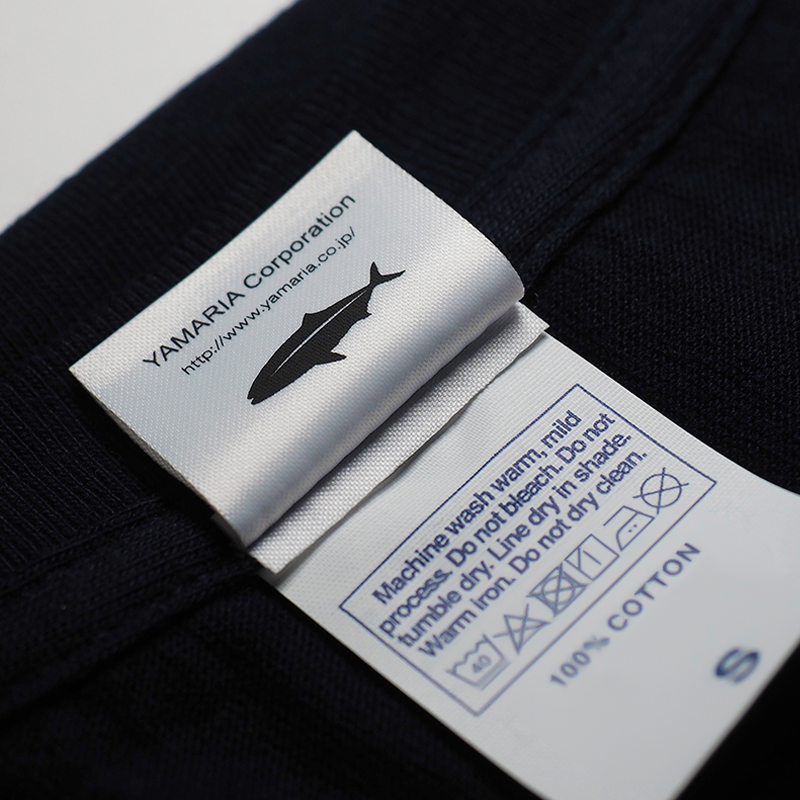 YAMARIA Corporation
http://www.yamaria.co.jp/
Machine wash warm, mild
process. Do not bleach. Do not
tumble dry. Line dry in shade.
Warm iron. Do not dry clean.
40
100% COTTON
S